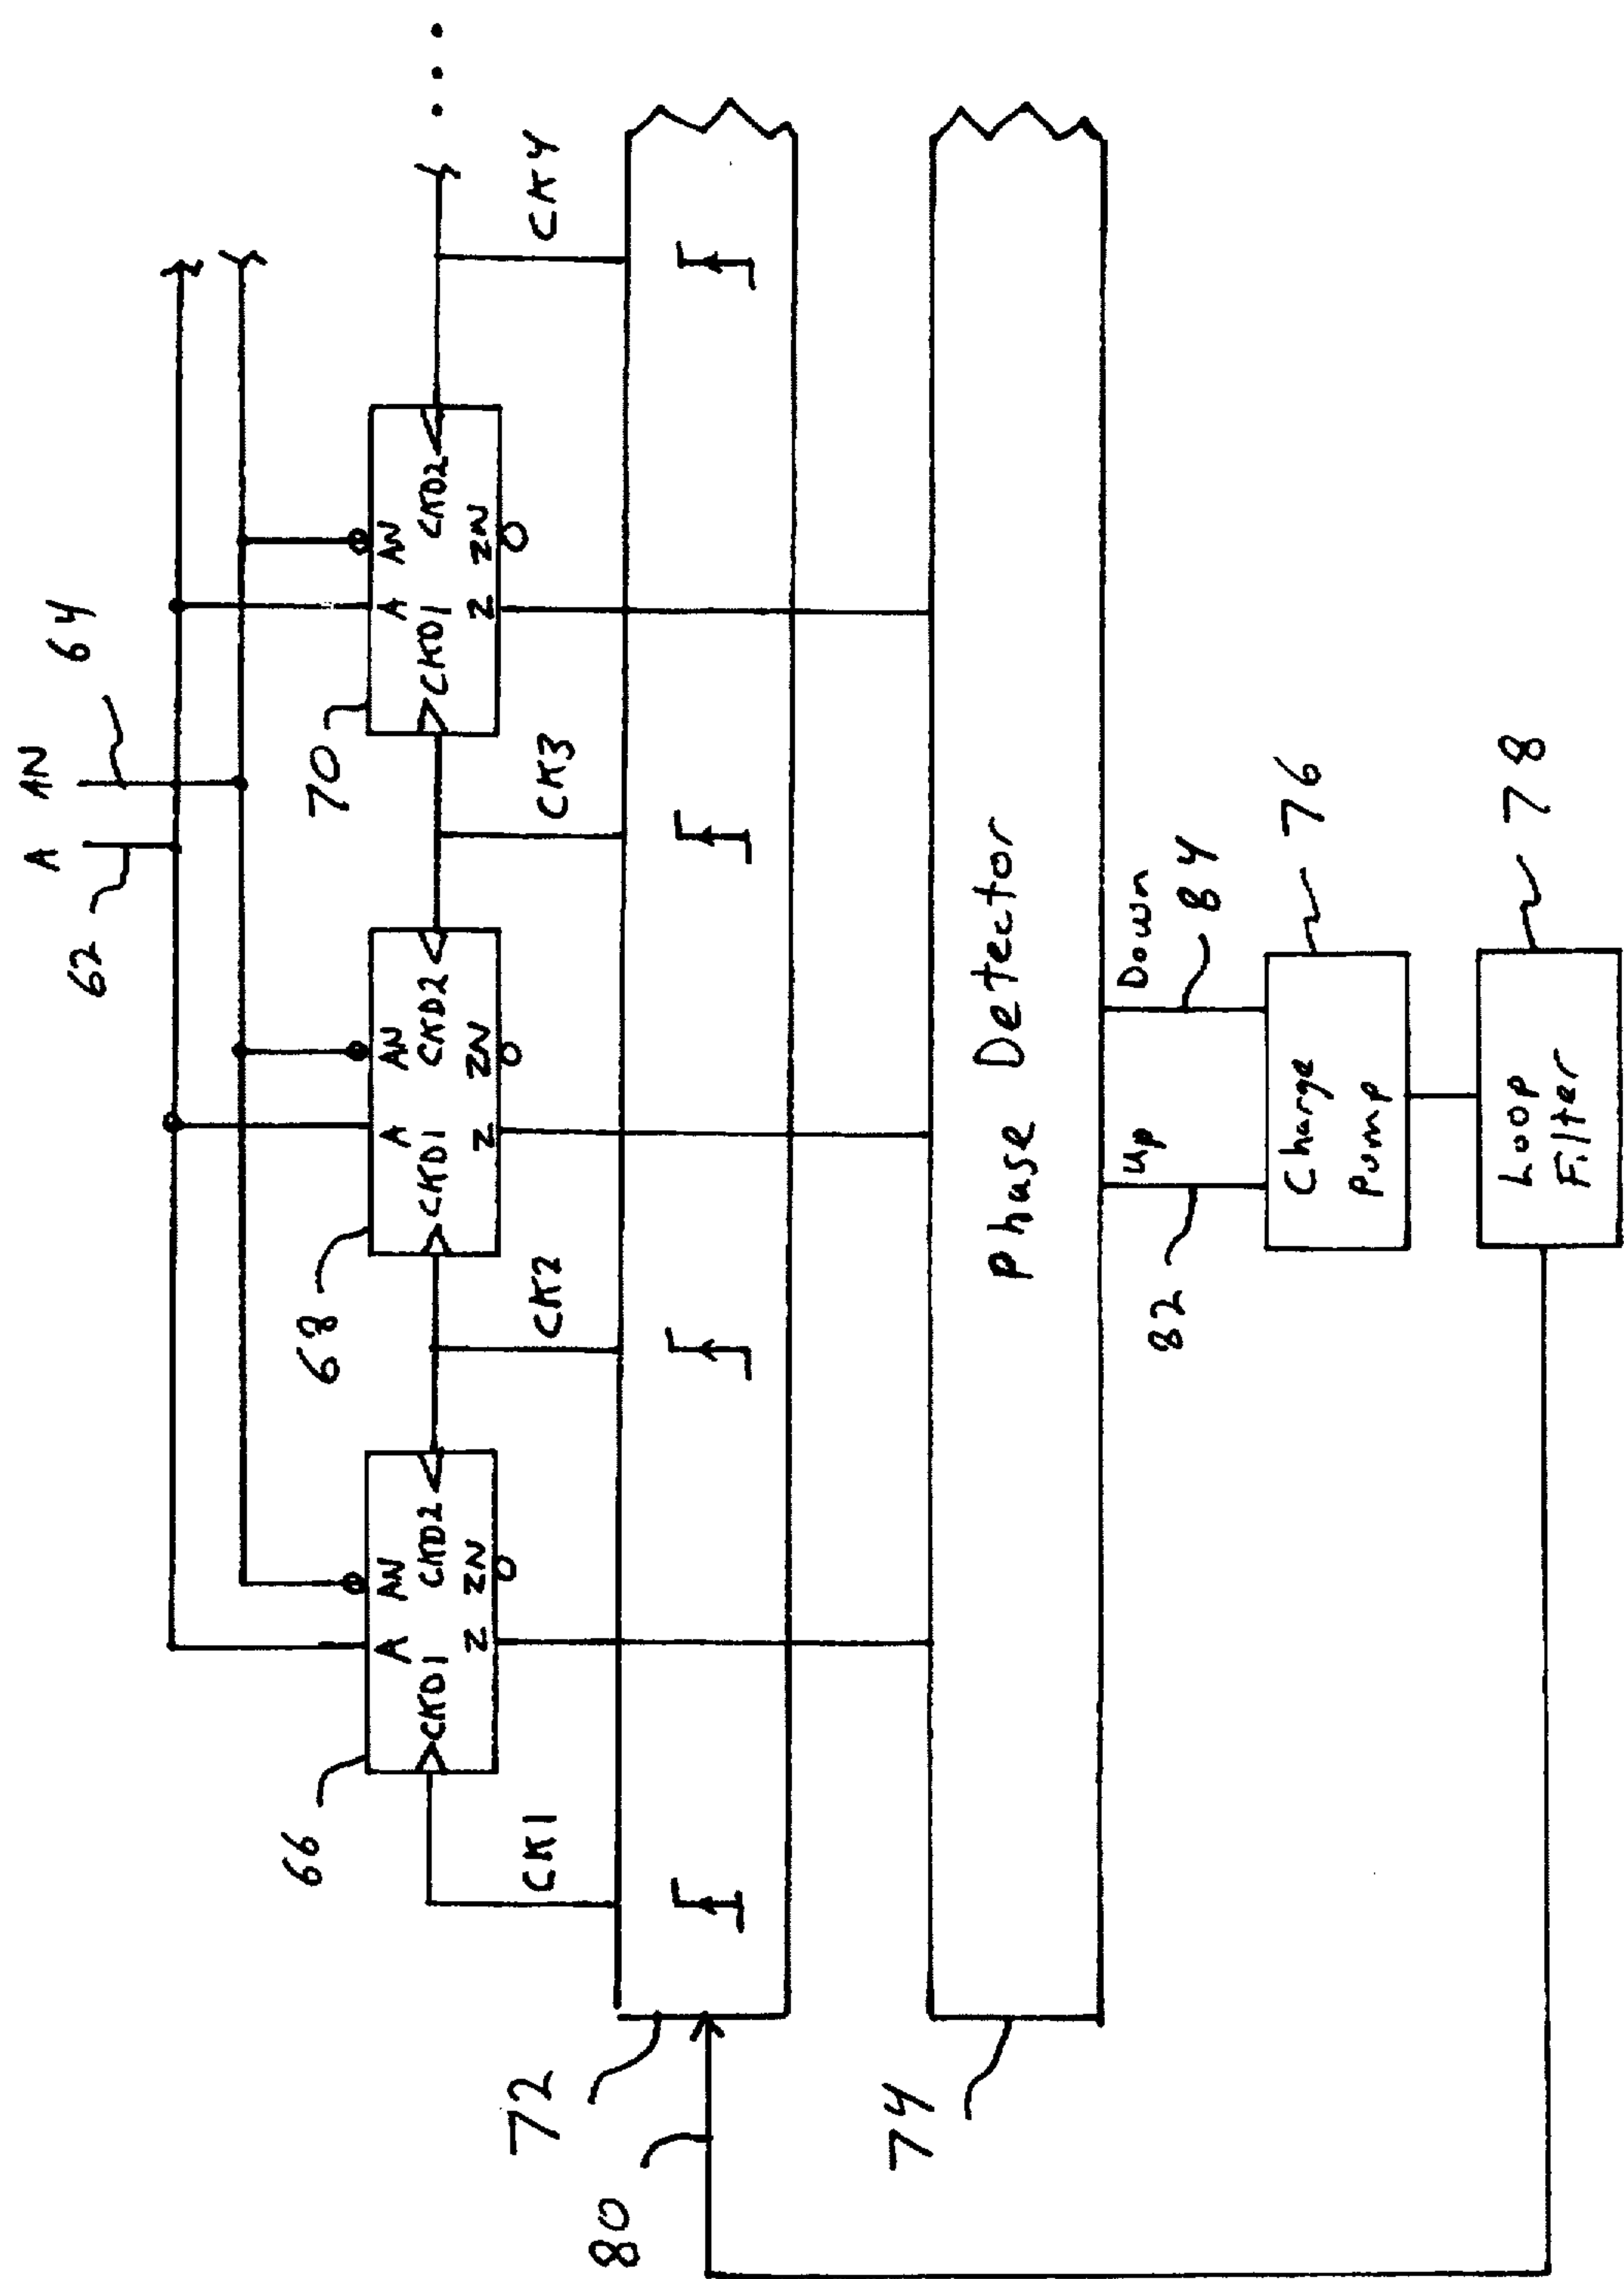 A AN
62
64
66
68
70
A AN
CKD1 CKD2
Z ZN
A AN
CKD1 CKD2
Z ZN
A AN
CKD1 CKD2
Z ZN
CK1
CK2
CK3
CK4
72
80
74
Phase Detector
Up
Down
82
84
Charge
Pump
76
Loop
Filter
78